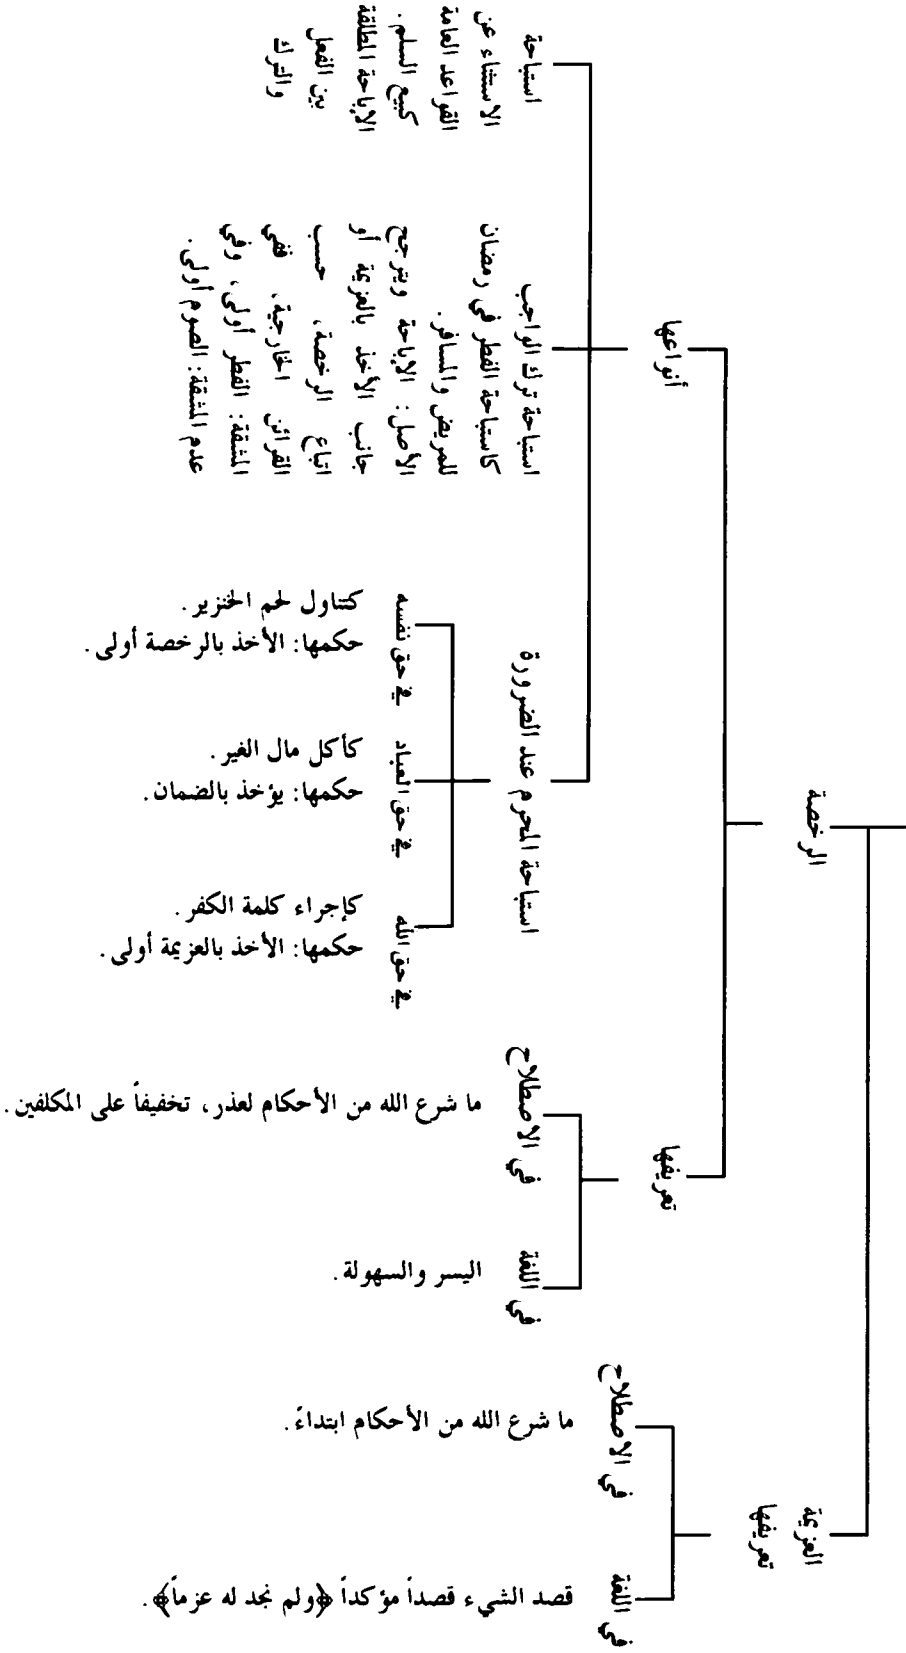 العزيمة
تعريفها
في اللغة
قصد الشيء قصداً مؤكداً ﴿ولم نجد له عزماً﴾.
في الاصطلاح
ما شرع الله من الأحكام ابتداءً.
الرخصة
تعريفها
في اللغة
اليسر والسهولة.
في الاصطلاح
ما شرع الله من الأحكام لعذر، تخفيفاً على المكلفين.
أنواعها
استباحة المحرم عند الضرورة
في حق الله
كإجراء كلمة الكفر.
حكمها: الأخذ بالعزيمة أولى.
في حق العباد
كأكل مال الغير.
حكمها: يؤخذ بالضمان.
في حق نفسه
كتناول لحم الخنزير.
حكمها: الأخذ بالرخصة أولى.
استباحة ترك الواجب
كاستباحة الفطر في رمضان
للمريض والمسافر.
الأصل: الإباحة ويترجح
جانب الأخذ بالعزيمة أو
اتباع الرخصة، حسب
القرائن الخارجية، ففي
المشقة: الفطر أولى، وفي
عدم المشقة: الصوم أولى.
استباحة
الاستثناء عن
القواعد العامة
كبيع السلم.
الإباحة المطلقة
بين الفعل
والترك